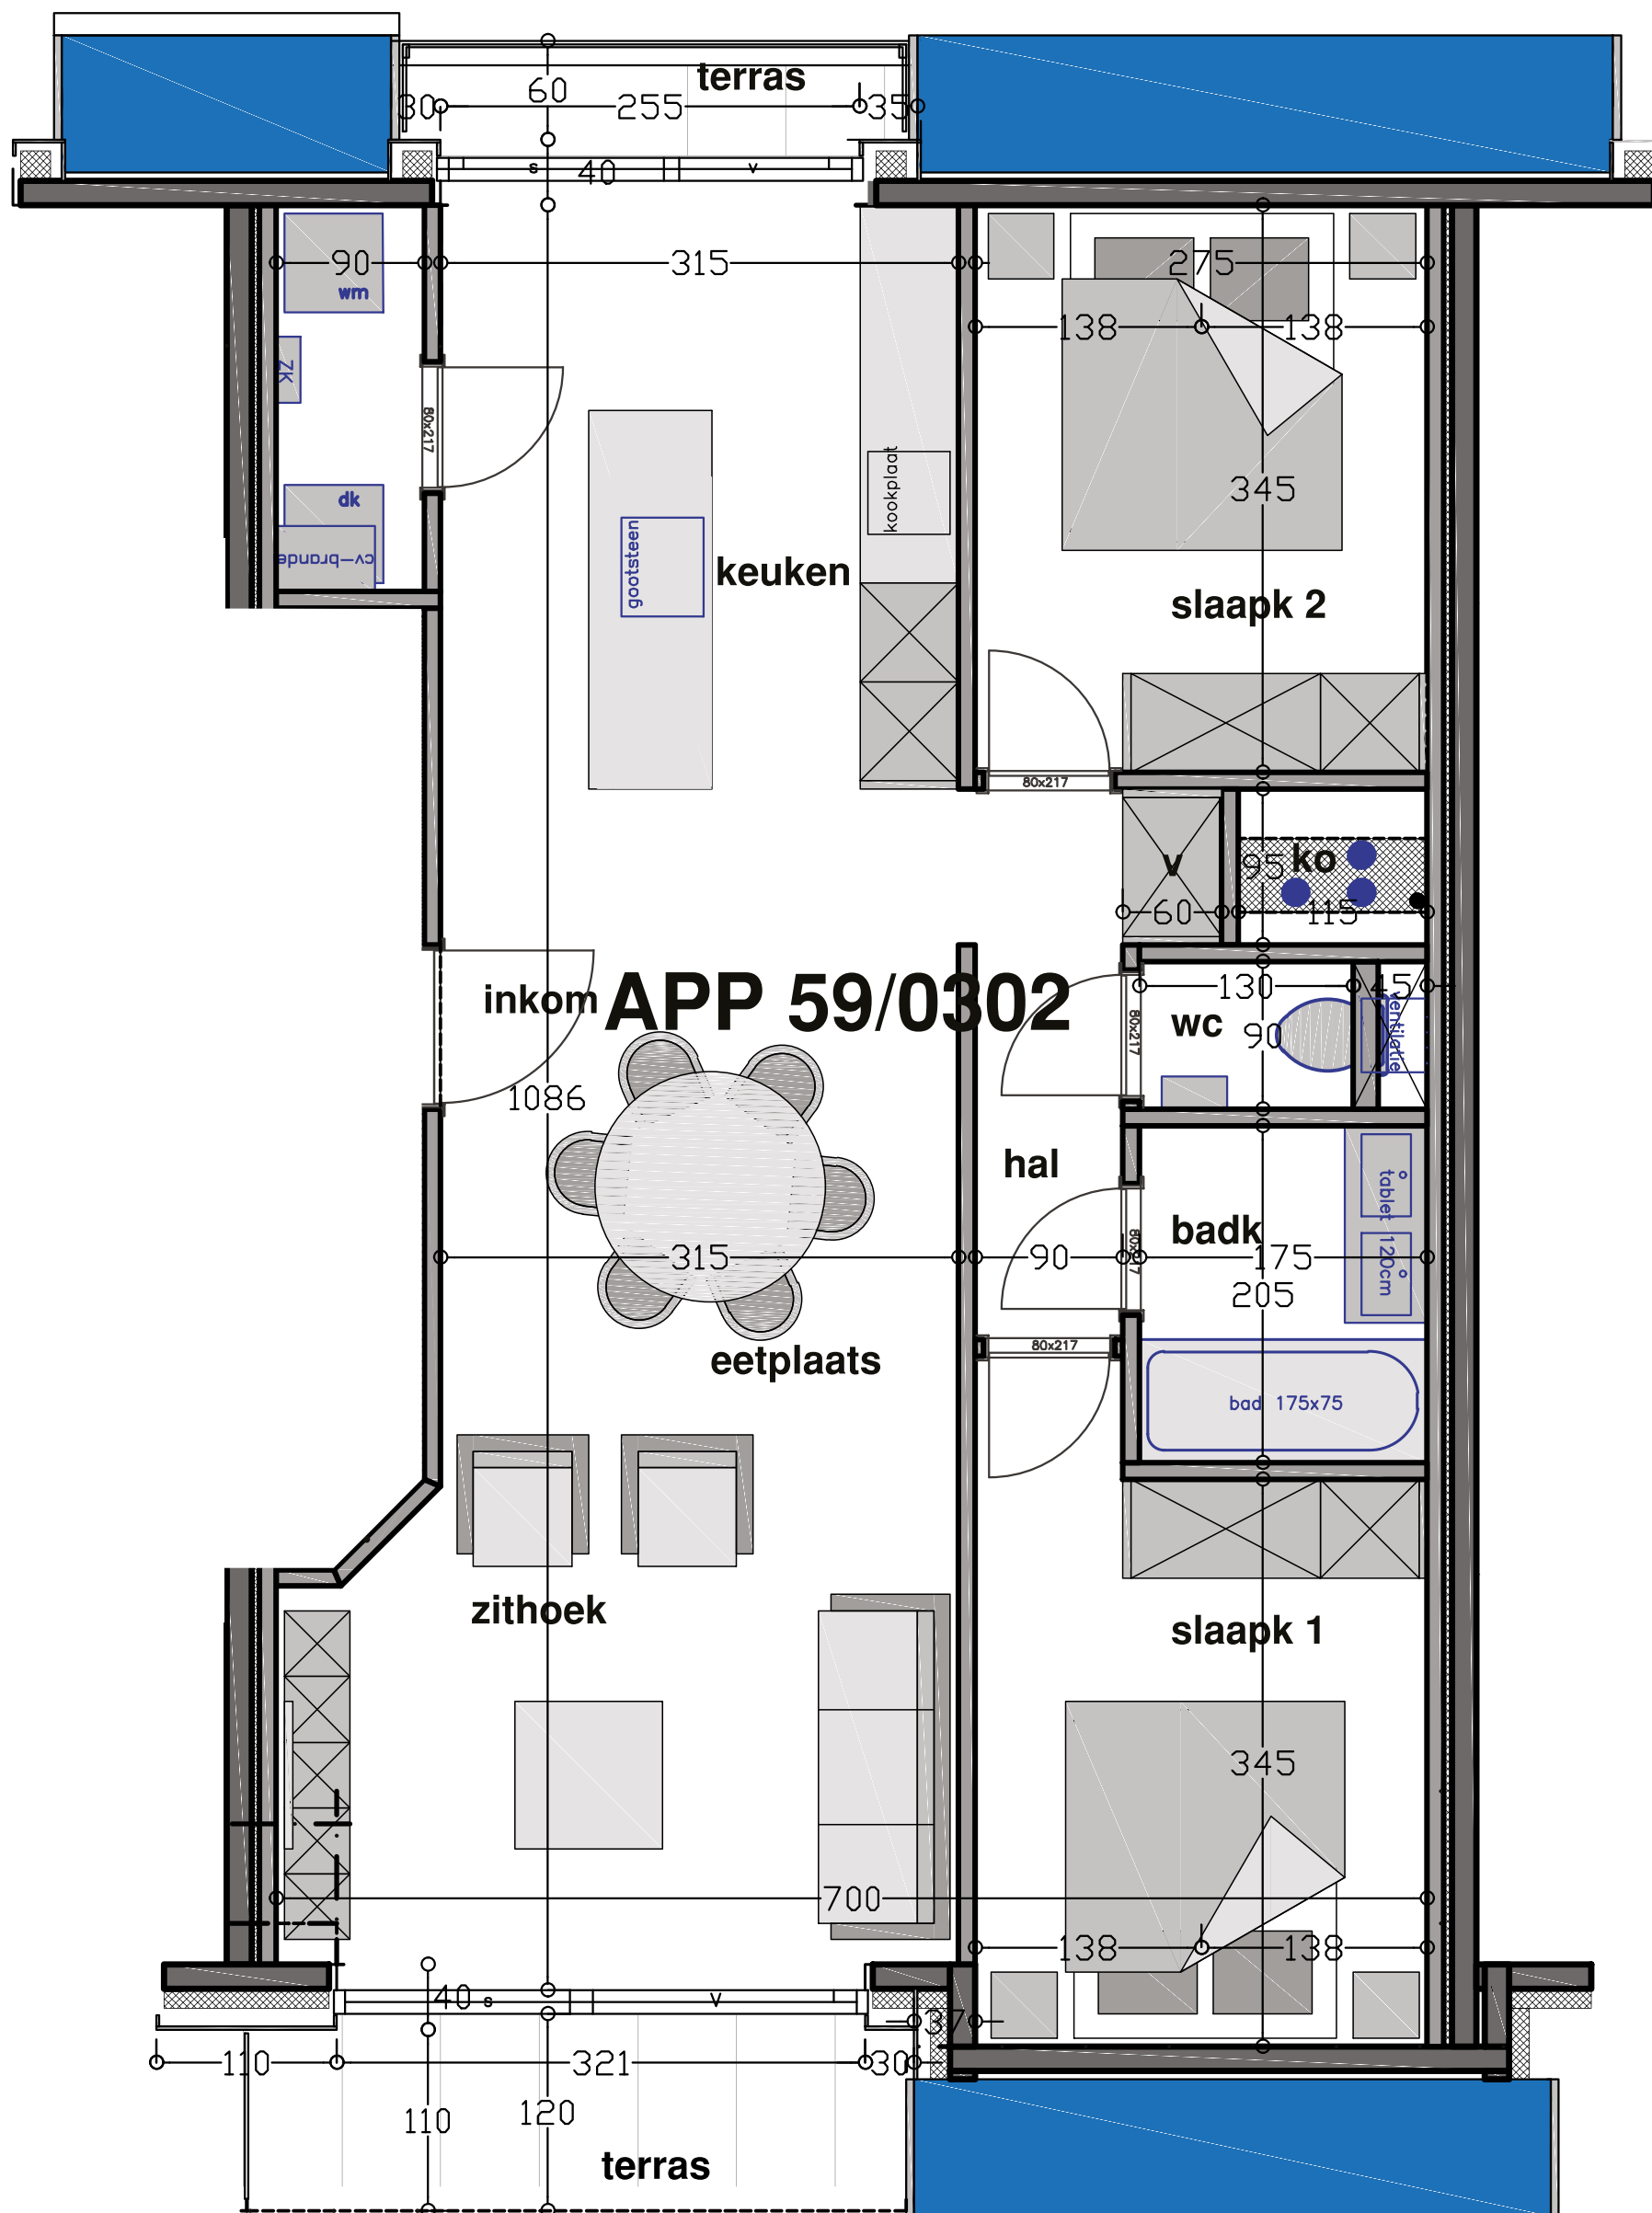 terras
60
30
255
35
s
40
v
90
315
275
wm
138
138
ZK
80x217
kookplaat
345
dk
gootsteen
keuken
slaapk 2
80x217
v
95
ko
60
115
130
45
inkom
APP 59/0302
80x217
wc
90
ventilatie
1086
hal
tablet 120cm
badk
315
90
80x217
175
205
80x217
eetplaats
bad 175x75
zithoek
slaapk 1
345
700
138
138
40
s
v
37
110
321
30
110
120
terras